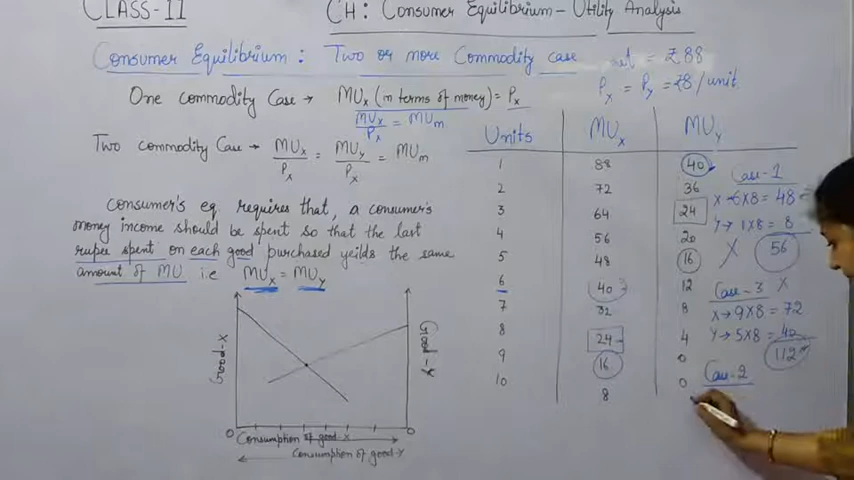 CLASS-11
CH: Consumer Equilibrium - Utility Analysis
Consumer Equilibrium: Two or more Commodity case
= ₹88
Px = Py = ₹8/unit
One commodity Case → MUx (in terms of money) = Px
MUx/Px = MUm
Two commodity Case → MUx/Px = MUy/Px = MUm
Consumer's eq. requires that, a consumer's
money income should be spent so that the last
rupee spent on each good purchased yeilds the same
amount of MU i.e MUx = MUy
Units MUx MUy
1 88 40
2 72 36
3 64 24
4 56 20
5 48 16
6 40 12
7 32 8
8 24 4
9 16 0
10 8 0
Case-1
X → 6x8 = 48
Y → 1x8 = 8
X 56
Case-3 X
X → 9x8 = 72
Y → 5x8 = 40
112
Case-2
Good-X
Good-Y
0 Consumption of good-X 0
Consumption of good-Y